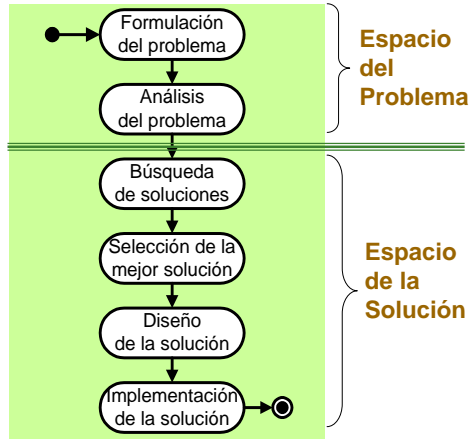 Formulación
del problema
Análisis
del problema
Espacio
del
Problema
Búsqueda
de soluciones
Selección de la
mejor solución
Diseño
de la solución
Implementación
de la solución
Espacio
de la
Solución